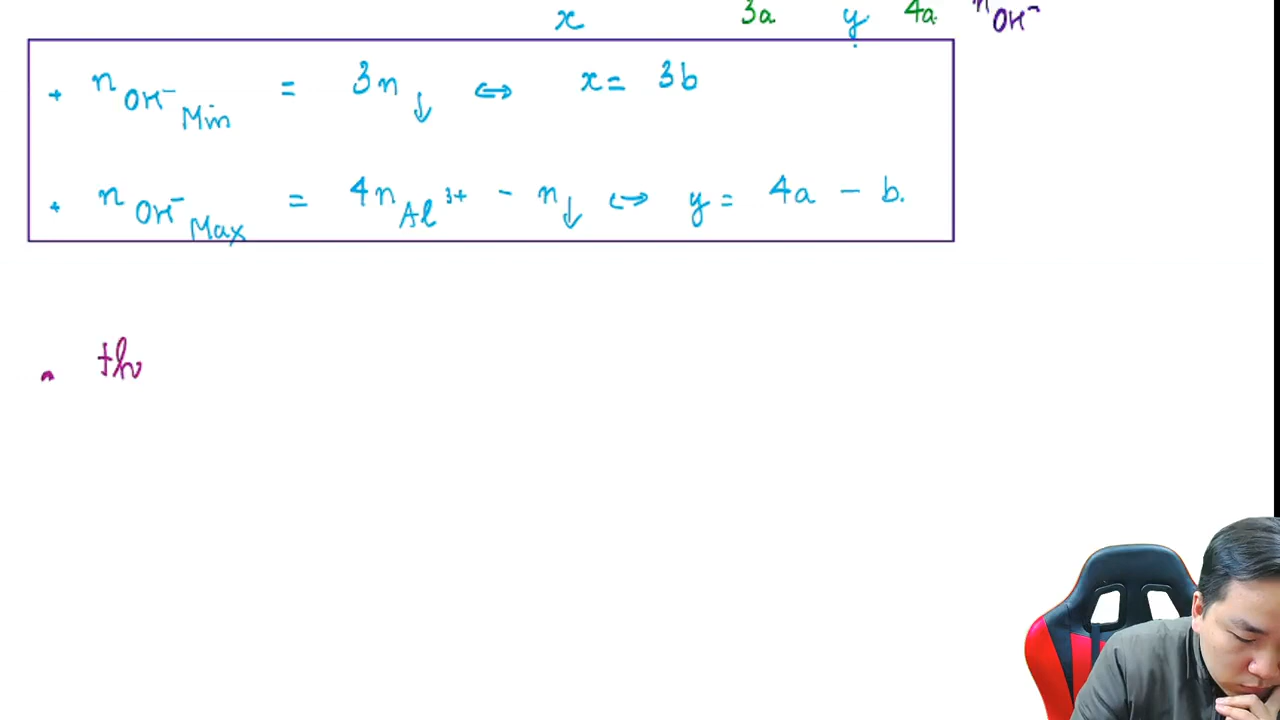 x 3a y 4a n OH⁻
+ n OH⁻ Min = 3n↓ ⇔ x = 3b
+ n OH⁻ Max = 4n Al³⁺ - n↓ ⇔ y = 4a - b.
th